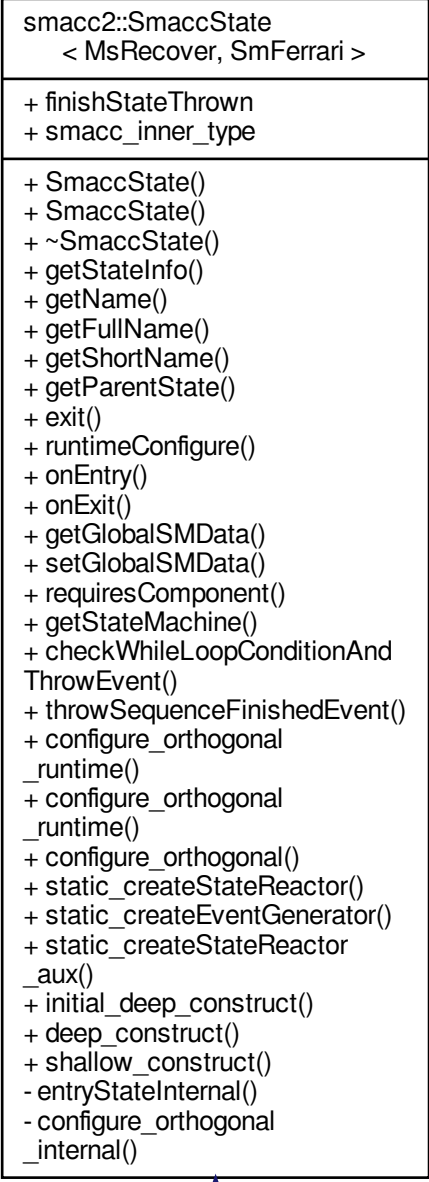 smacc2::SmaccState
< MsRecover, SmFerrari >
+ finishStateThrown
+ smacc_inner_type
+ SmaccState()
+ SmaccState()
+ ~SmaccState()
+ getStateInfo()
+ getName()
+ getFullName()
+ getShortName()
+ getParentState()
+ exit()
+ runtimeConfigure()
+ onEntry()
+ onExit()
+ getGlobalSMData()
+ setGlobalSMData()
+ requiresComponent()
+ getStateMachine()
+ checkWhileLoopConditionAnd
ThrowEvent()
+ throwSequenceFinishedEvent()
+ configure_orthogonal
_runtime()
+ configure_orthogonal
_runtime()
+ configure_orthogonal()
+ static_createStateReactor()
+ static_createEventGenerator()
+ static_createStateReactor
_aux()
+ initial_deep_construct()
+ deep_construct()
+ shallow_construct()
- entryStateInternal()
- configure_orthogonal
_internal()